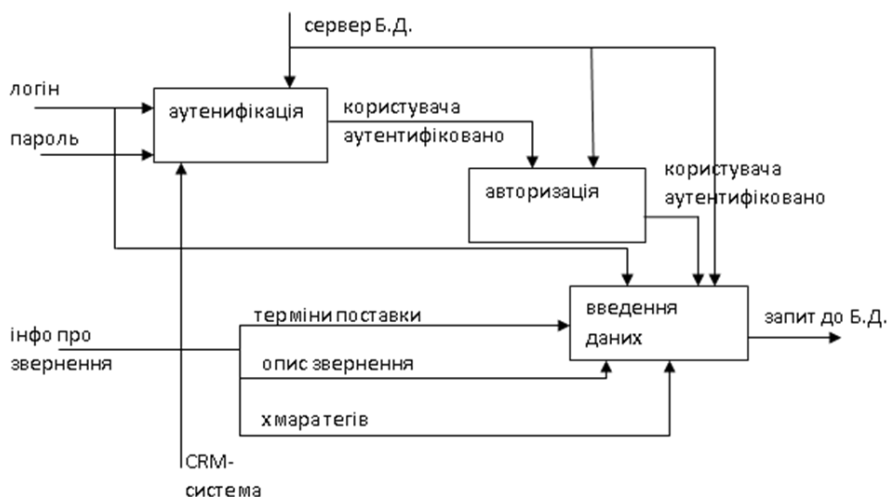 сервер Б.Д.
логін
аутенифікація
користувача
аутентифіковано
пароль
користувача
аутентифіковано
авторизація
введення
даних
терміни поставки
запит до Б.Д.
інфо про
звернення
опис звернення
хмара тегів
CRM-
система